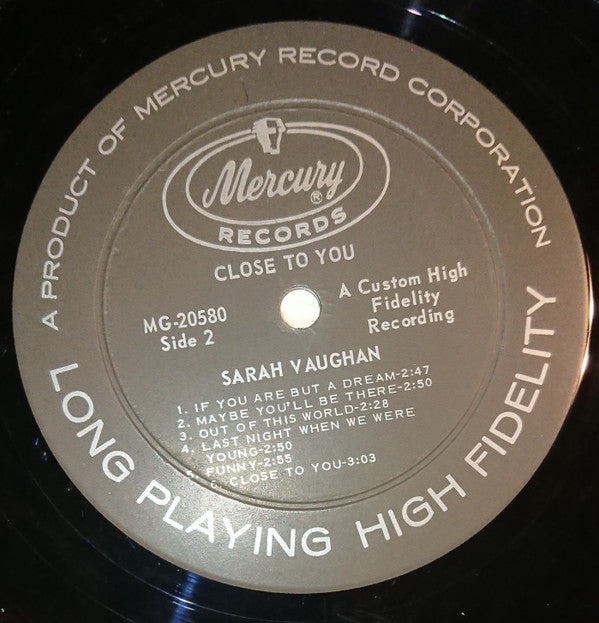 A PRODUCT OF MERCURY RECORD CORPORATION
Mercury®
RECORDS
CLOSE TO YOU
MG-20580
Side 2
A Custom High
Fidelity
Recording
SARAH VAUGHAN
1. IF YOU ARE BUT A DREAM-2:47
2. MAYBE YOU'LL BE THERE-2:50
3. OUT OF THIS WORLD-2:28
4. LAST NIGHT WHEN WE WERE
YOUNG-2:50
5. FUNNY-2:55
CLOSE TO YOU-3:03
LONG PLAYING HIGH FIDELITY